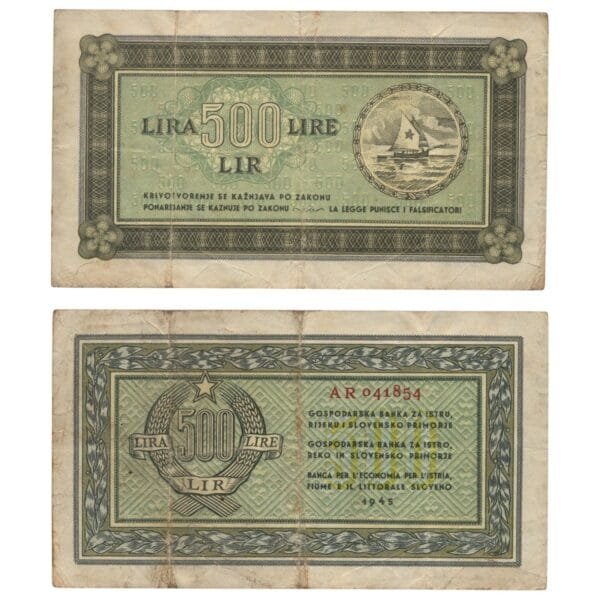 LIRA 500 LIRE
LIR
KRIVOTVORENJE SE KAŽNJAVA PO ZAKONU
PONAREJANJE SE KAZNUJE PO ZAKONU LA LEGGE PUNISCE I FALSIFICATORI
AR 041854
GOSPODARSKA BANKA ZA ISTRU,
RIJEKU I SLOVENSKO PRIMORJE
GOSPODARSKA BANKA ZA ISTRO,
REKO IN SLOVENSKO PRIMORJE
BANCA PER L'ECONOMIA PER L'ISTRIA,
FIUME E IL LITTORALE SLOVENO
1945
LIRA 500 LIRE
LIR